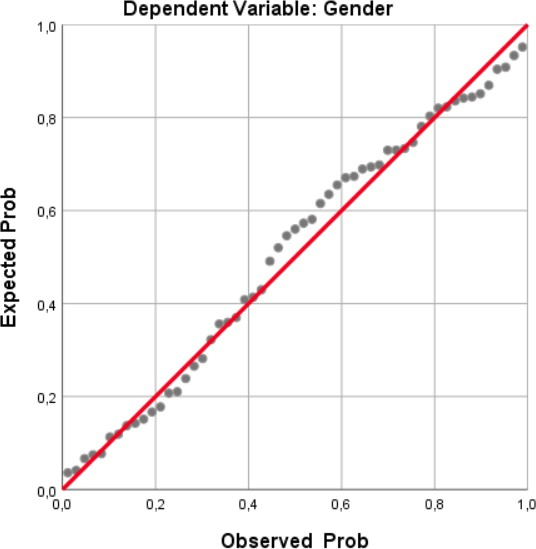 Dependent Variable: Gender
1,0
0,8
0,6
0,4
0,2
0,0
Expected Prob
0,0 0,2 0,4 0,6 0,8 1,0
Observed Prob